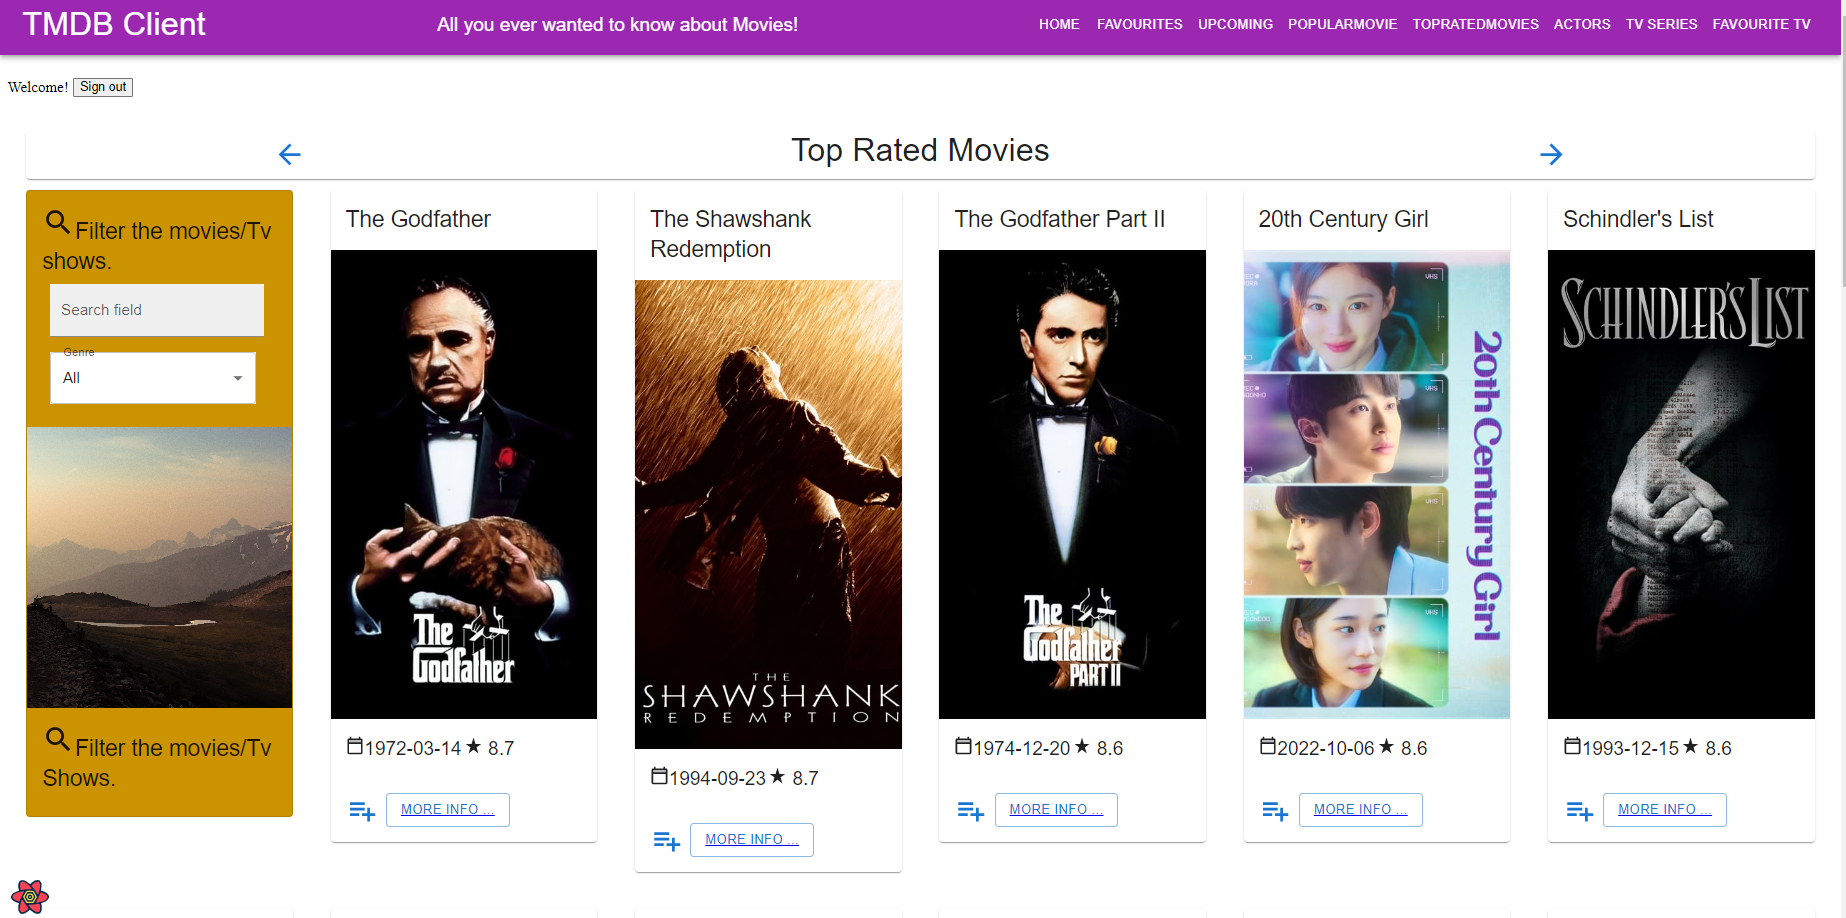 TMDB Client
All you ever wanted to know about Movies!
HOME FAVOURITES UPCOMING POPULARMOVIE TOPRATEDMOVIES ACTORS TV SERIES FAVOURITE TV
Welcome! Sign out
Top Rated Movies
Filter the movies/Tv
shows.
Search field
Genre
All
Filter the movies/Tv
Shows.
The Godfather
The
Godfather
1972-03-14 ★ 8.7
MORE INFO ...
The Shawshank
Redemption
THE
SHAWSHANK
REDEMPTION
1994-09-23 ★ 8.7
MORE INFO ...
The Godfather Part II
The
Godfather
PART II
1974-12-20 ★ 8.6
MORE INFO ...
20th Century Girl
VHS
VHS
VHS
VHS
20th Century Girl
2022-10-06 ★ 8.6
MORE INFO ...
Schindler's List
SCHINDLER'S LIST
1993-12-15 ★ 8.6
MORE INFO ...